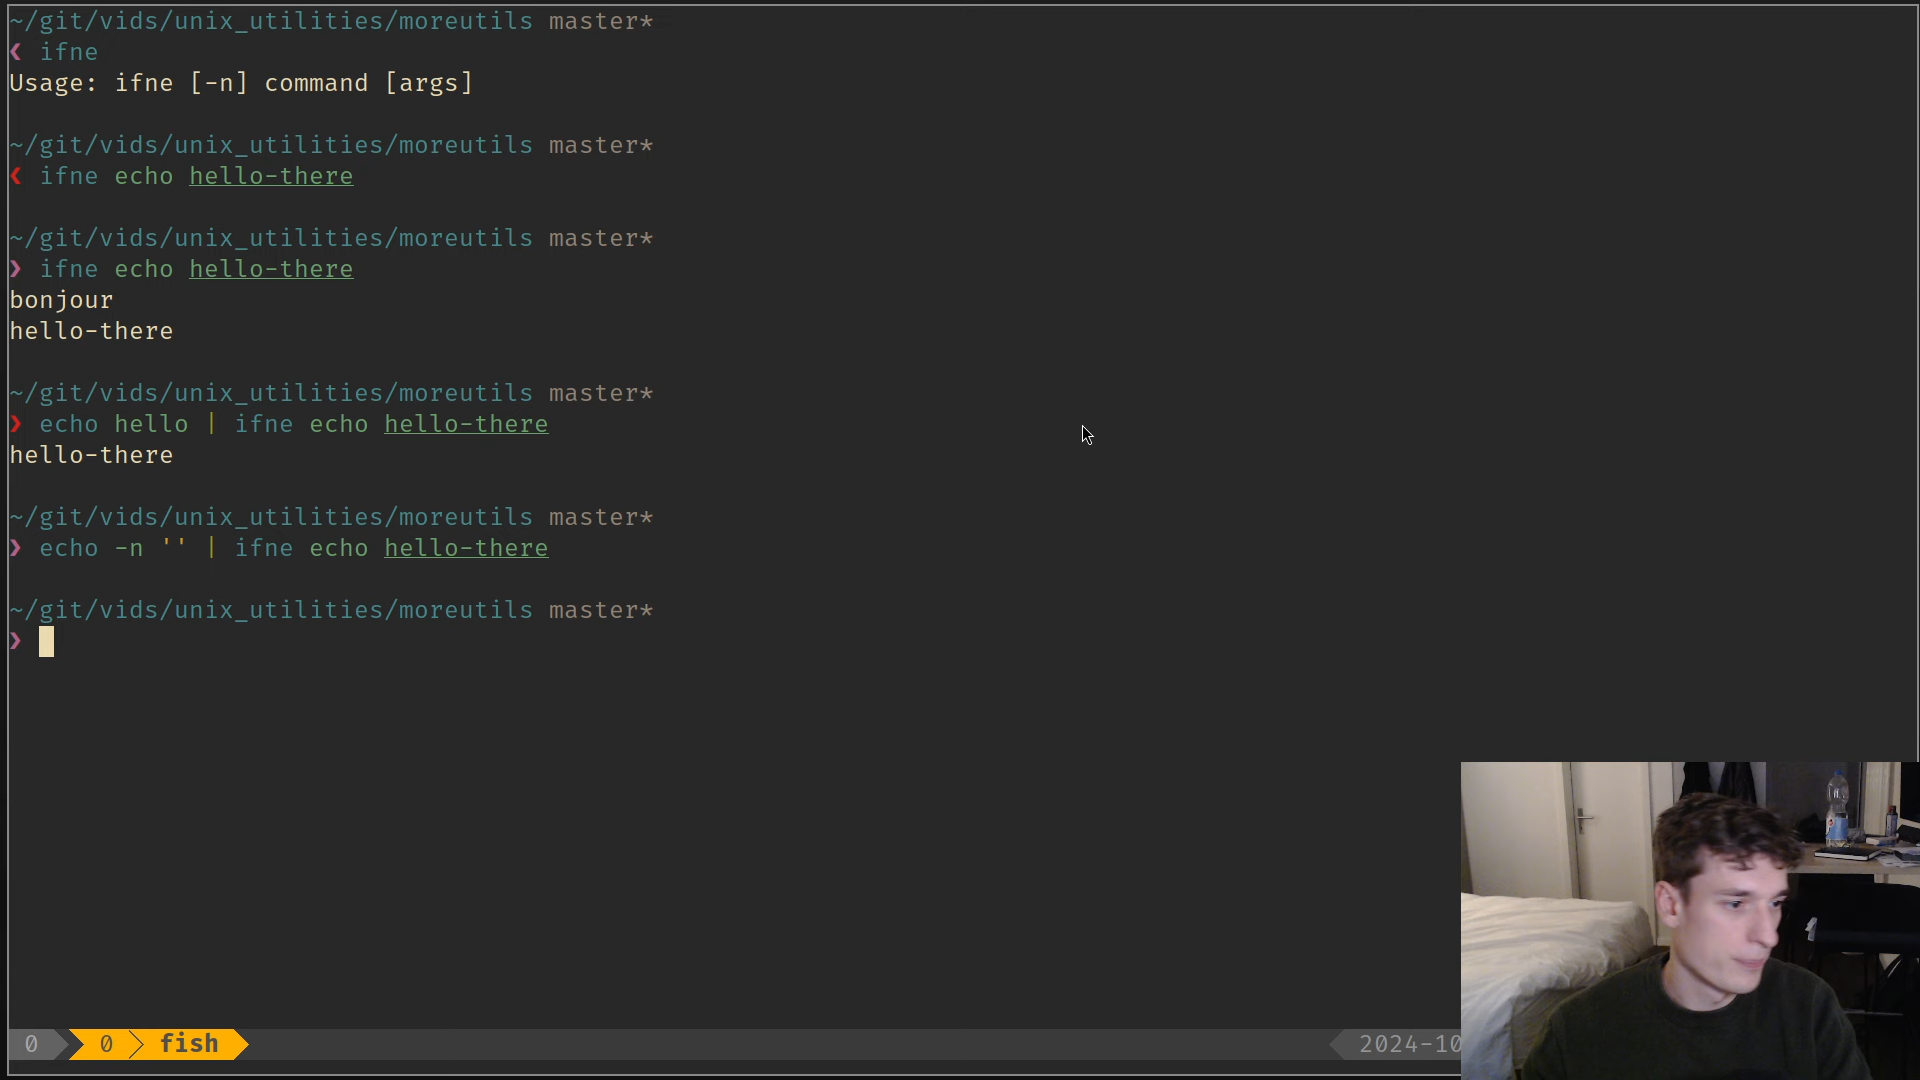 ~/git/vids/unix_utilities/moreutils master*
❮ ifne
Usage: ifne [-n] command [args]
~/git/vids/unix_utilities/moreutils master*
❮ ifne echo hello-there
~/git/vids/unix_utilities/moreutils master*
❯ ifne echo hello-there
bonjour
hello-there
~/git/vids/unix_utilities/moreutils master*
❯ echo hello | ifne echo hello-there
hello-there
~/git/vids/unix_utilities/moreutils master*
❯ echo -n '' | ifne echo hello-there
~/git/vids/unix_utilities/moreutils master*
❯
0 0 fish 2024-10